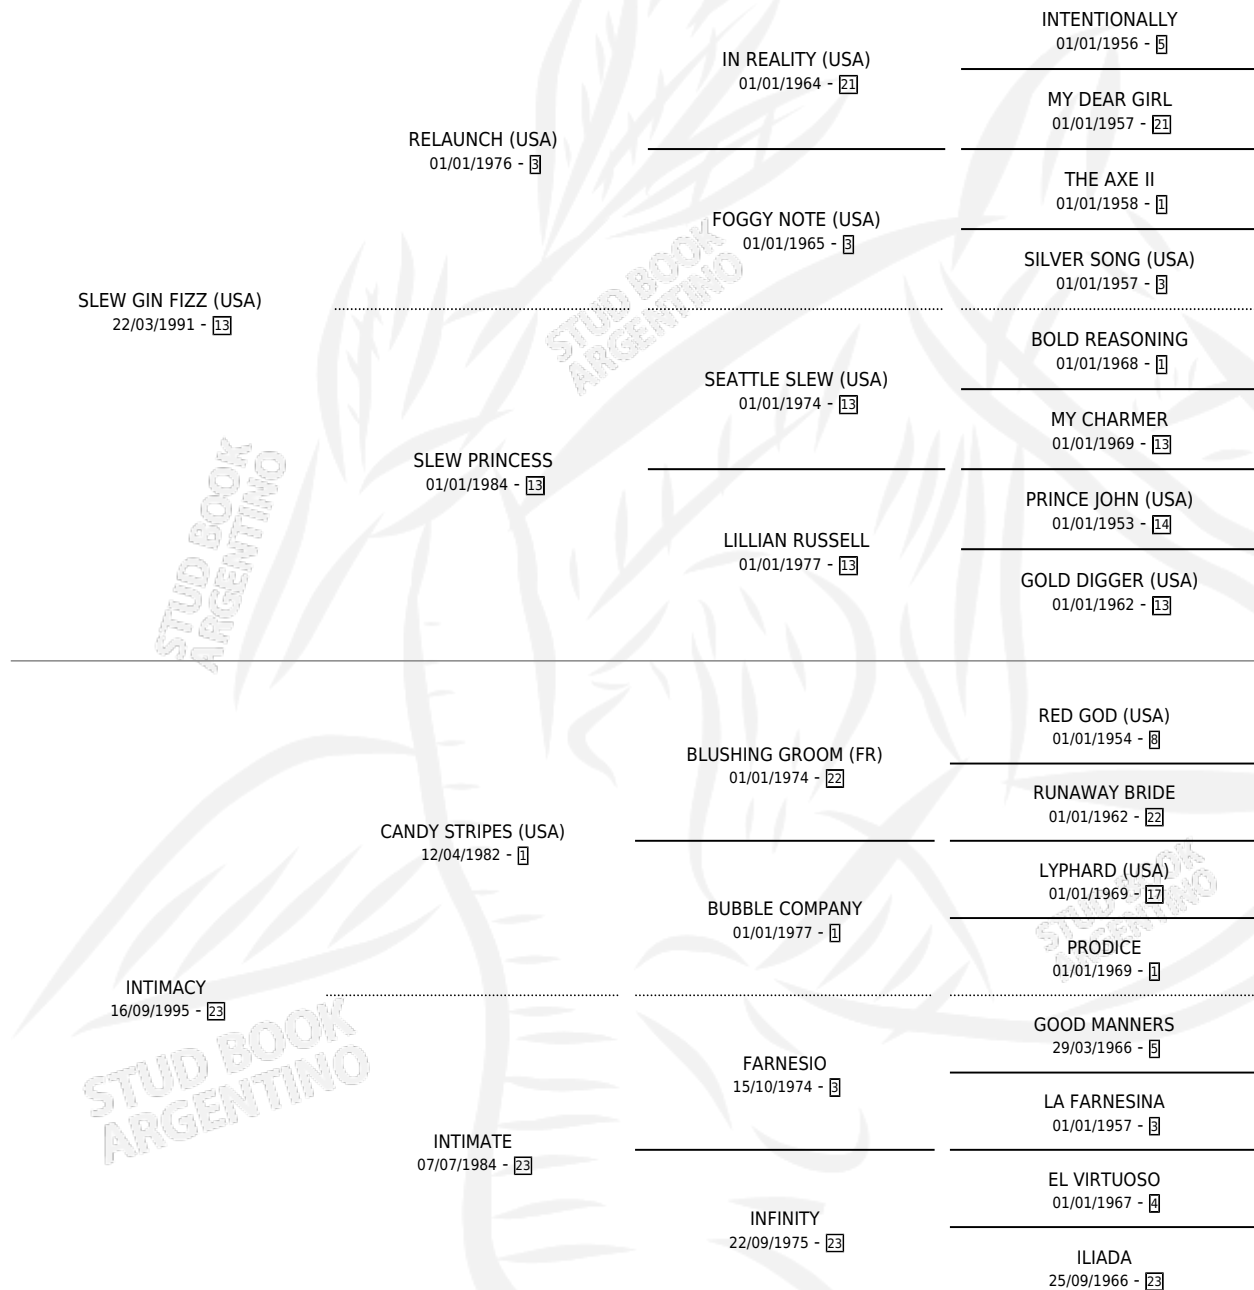 INTENTIONALLY
01/01/1956 - 5
IN REALITY (USA)
01/01/1964 - 21
MY DEAR GIRL
01/01/1957 - 21
RELAUNCH (USA)
01/01/1976 - 3
THE AXE II
01/01/1958 - 1
FOGGY NOTE (USA)
01/01/1965 - 3
SILVER SONG (USA)
01/01/1957 - 3
SLEW GIN FIZZ (USA)
22/03/1991 - 13
BOLD REASONING
01/01/1968 - 1
SEATTLE SLEW (USA)
01/01/1974 - 13
MY CHARMER
01/01/1969 - 13
SLEW PRINCESS
01/01/1984 - 13
PRINCE JOHN (USA)
01/01/1953 - 14
LILLIAN RUSSELL
01/01/1977 - 13
GOLD DIGGER (USA)
01/01/1962 - 13
RED GOD (USA)
01/01/1954 - 8
BLUSHING GROOM (FR)
01/01/1974 - 22
RUNAWAY BRIDE
01/01/1962 - 22
CANDY STRIPES (USA)
12/04/1982 - 1
LYPHARD (USA)
01/01/1969 - 17
BUBBLE COMPANY
01/01/1977 - 1
PRODICE
01/01/1969 - 1
INTIMACY
16/09/1995 - 23
GOOD MANNERS
29/03/1966 - 5
FARNESIO
15/10/1974 - 3
LA FARNESINA
01/01/1957 - 3
INTIMATE
07/07/1984 - 23
EL VIRTUOSO
01/01/1967 - 4
INFINITY
22/09/1975 - 23
ILIADA
25/09/1966 - 23
STUD BOOK
ARGENTINO
STUD BOOK
ARGENTINO
STUD BOOK
ARGENTINO
STUD BOOK
ARGENTINO